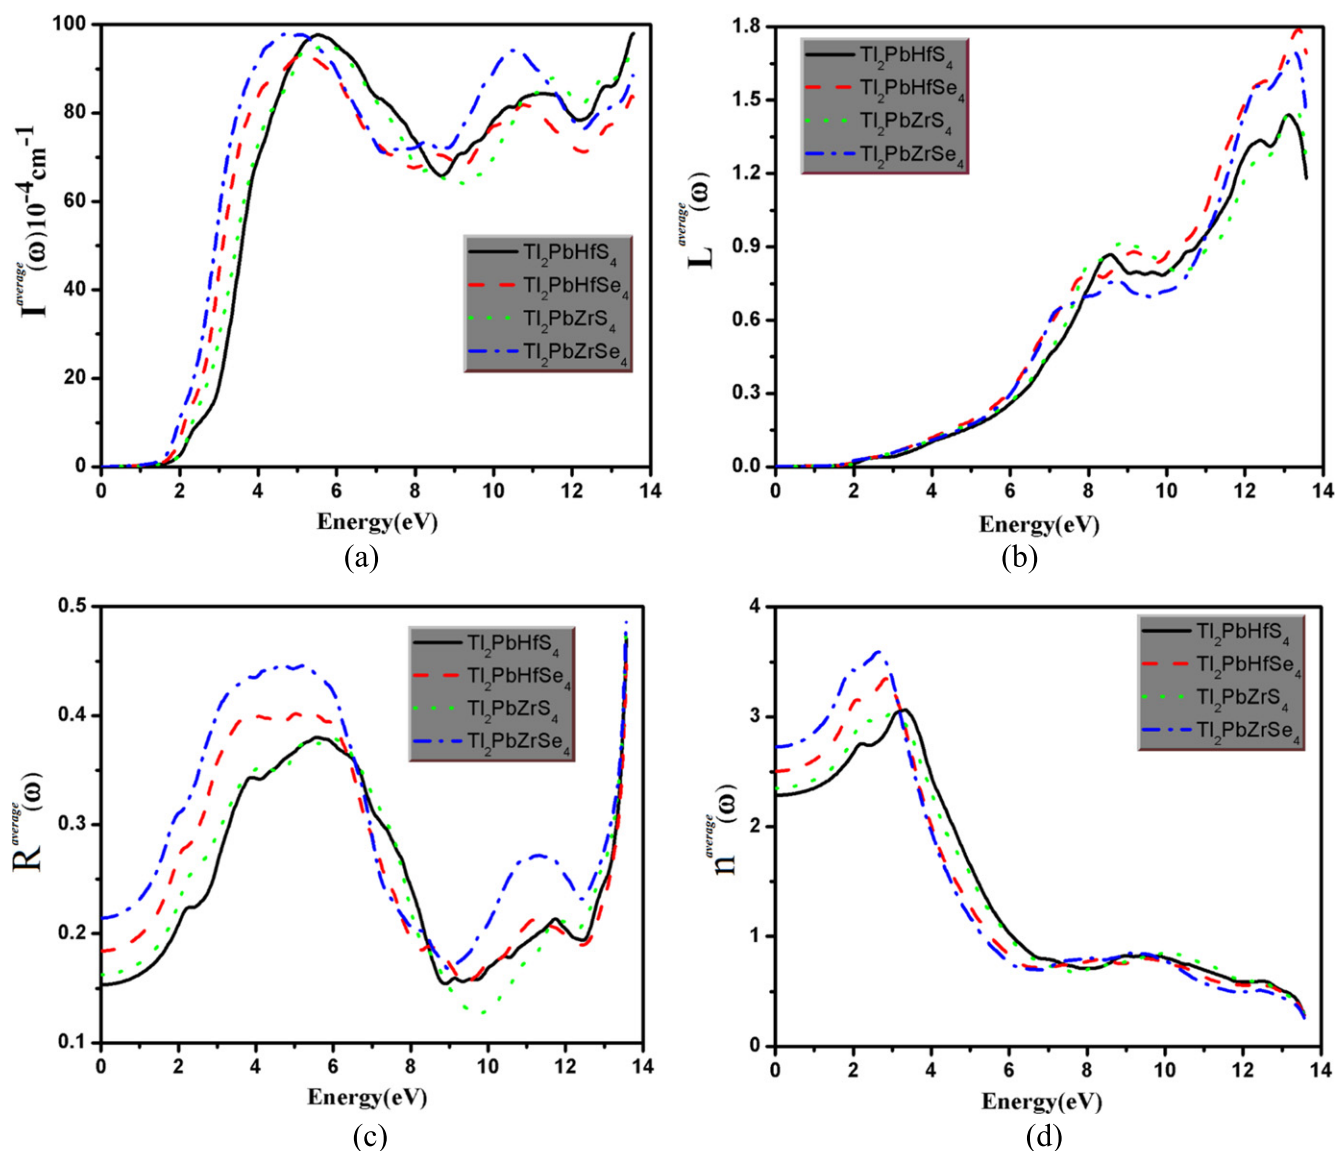 100
80
60
40
20
0
0 2 4 6 8 10 12 14
I^average(ω)10^-4cm^-1
Tl2PbHfS4
Tl2PbHfSe4
Tl2PbZrS4
Tl2PbZrSe4
Energy(eV)
(a)
1.8
1.5
1.2
0.9
0.6
0.3
0.0
0 2 4 6 8 10 12 14
L^average(ω)
Tl2PbHfS4
Tl2PbHfSe4
Tl2PbZrS4
Tl2PbZrSe4
Energy(eV)
(b)
0.5
0.4
0.3
0.2
0.1
0 2 4 6 8 10 12 14
R^average(ω)
Tl2PbHfS4
Tl2PbHfSe4
Tl2PbZrS4
Tl2PbZrSe4
Energy(eV)
(c)
4
3
2
1
0
0 2 4 6 8 10 12 14
n^average(ω)
Tl2PbHfS4
Tl2PbHfSe4
Tl2PbZrS4
Tl2PbZrSe4
Energy(eV)
(d)